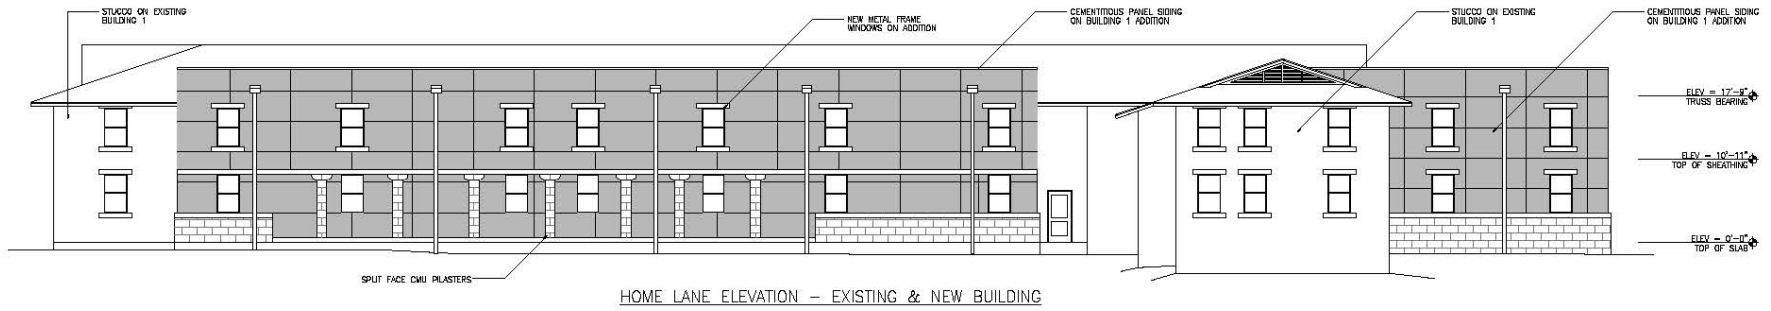 STUCCO ON EXISTING
BUILDING 1
NEW METAL FRAME
WINDOWS ON ADDITION
CEMENTITIOUS PANEL SIDING
ON BUILDING 1 ADDITION
STUCCO ON EXISTING
BUILDING 1
CEMENTITIOUS PANEL SIDING
ON BUILDING 1 ADDITION
ELEV = 17'-9"
TRUSS BEARING
ELEV = 10'-11"
TOP OF SHEATHING
ELEV = 0'-0"
TOP OF SLAB
SPLIT FACE CMU PILASTERS
HOME LANE ELEVATION - EXISTING & NEW BUILDING